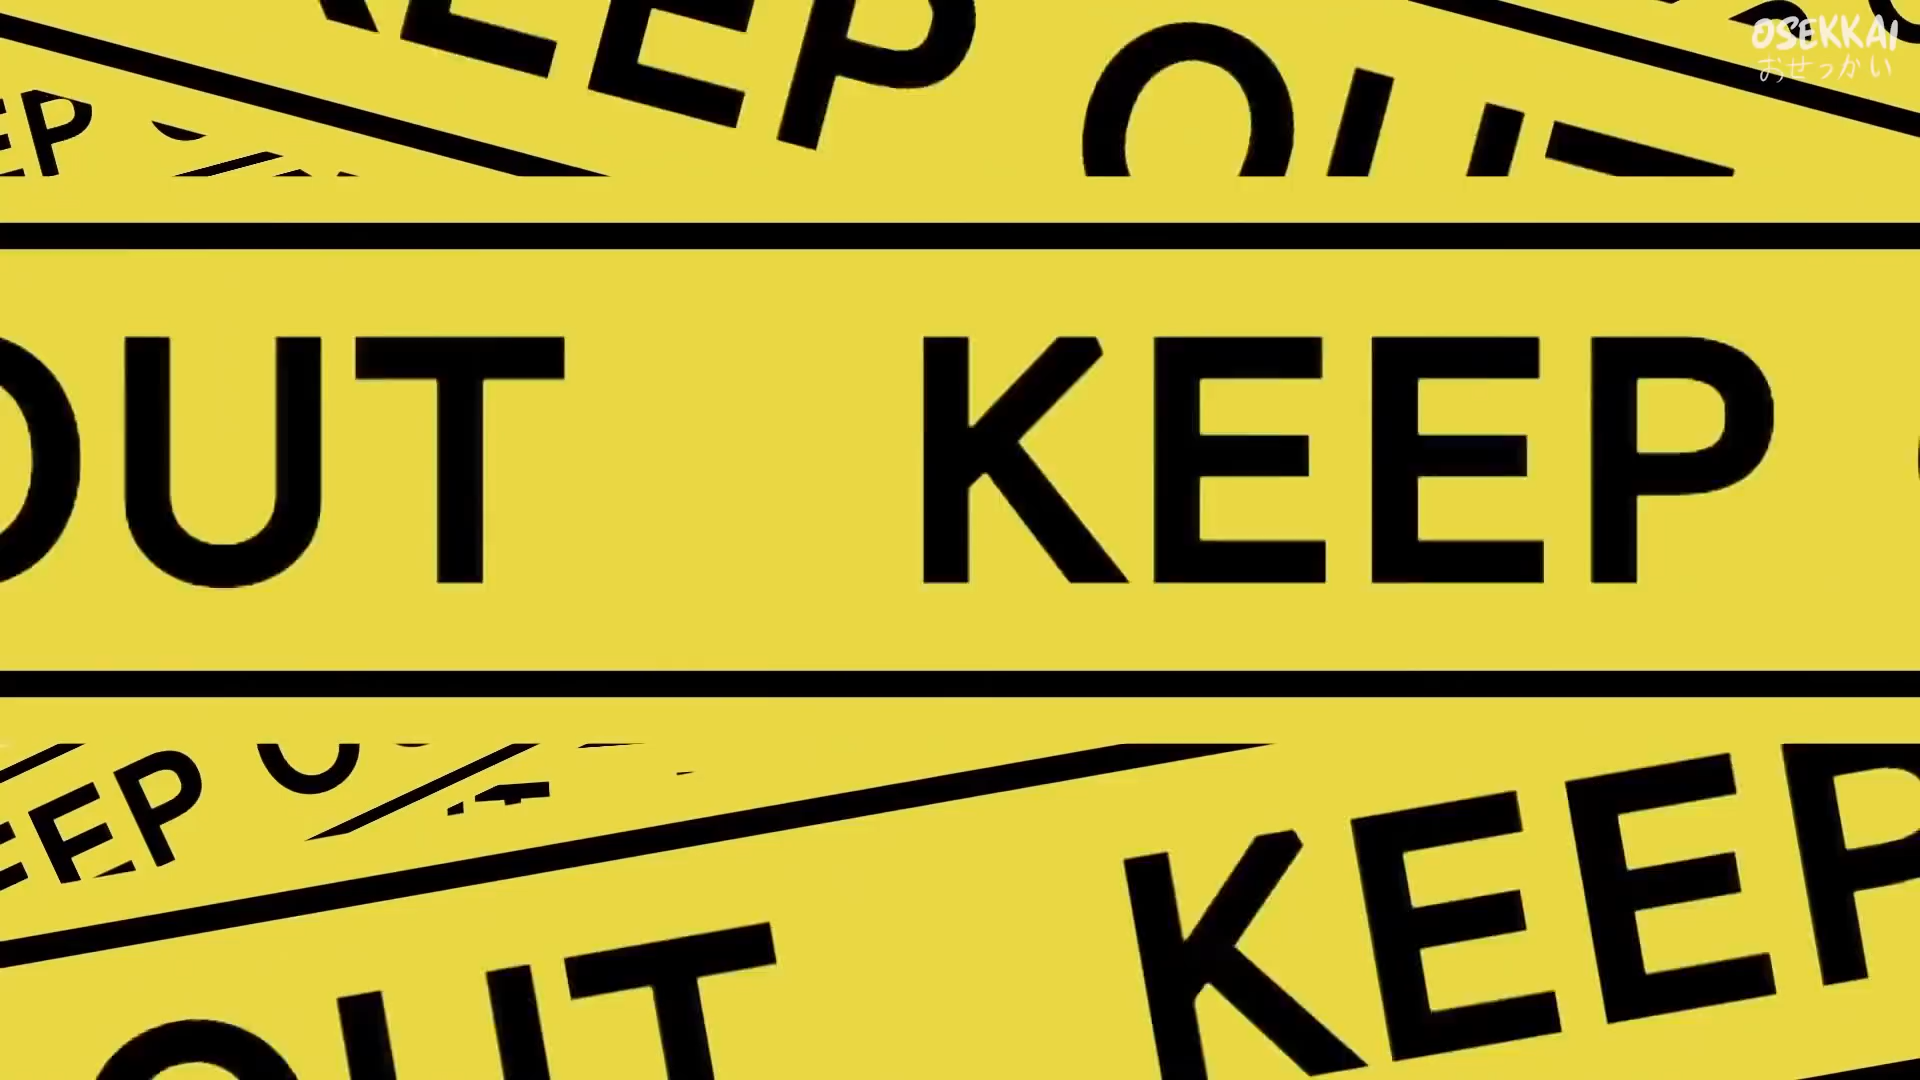 KEEP OUT
OSEKKAI
おせっかい
EP
OUT KEEP
EEP
KEEP
OUT